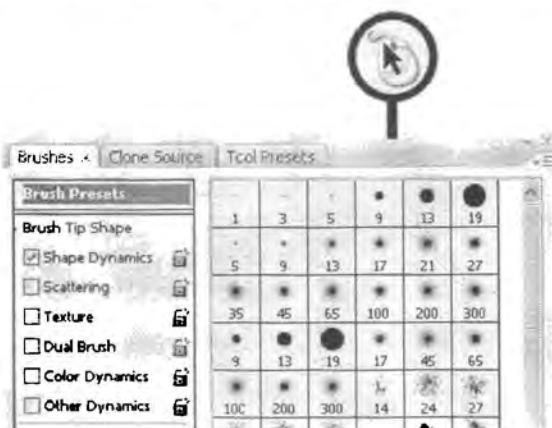 Brushes × Clone Source Tool Presets
Brush Presets
1 3 5 9 13 19
Brush Tip Shape
Shape Dynamics
5 9 13 17 21 27
Scattering
35 45 65 100 200 300
Texture
Dual Brush
9 13 19 17 45 65
Color Dynamics
Other Dynamics
100 200 300 14 24 27